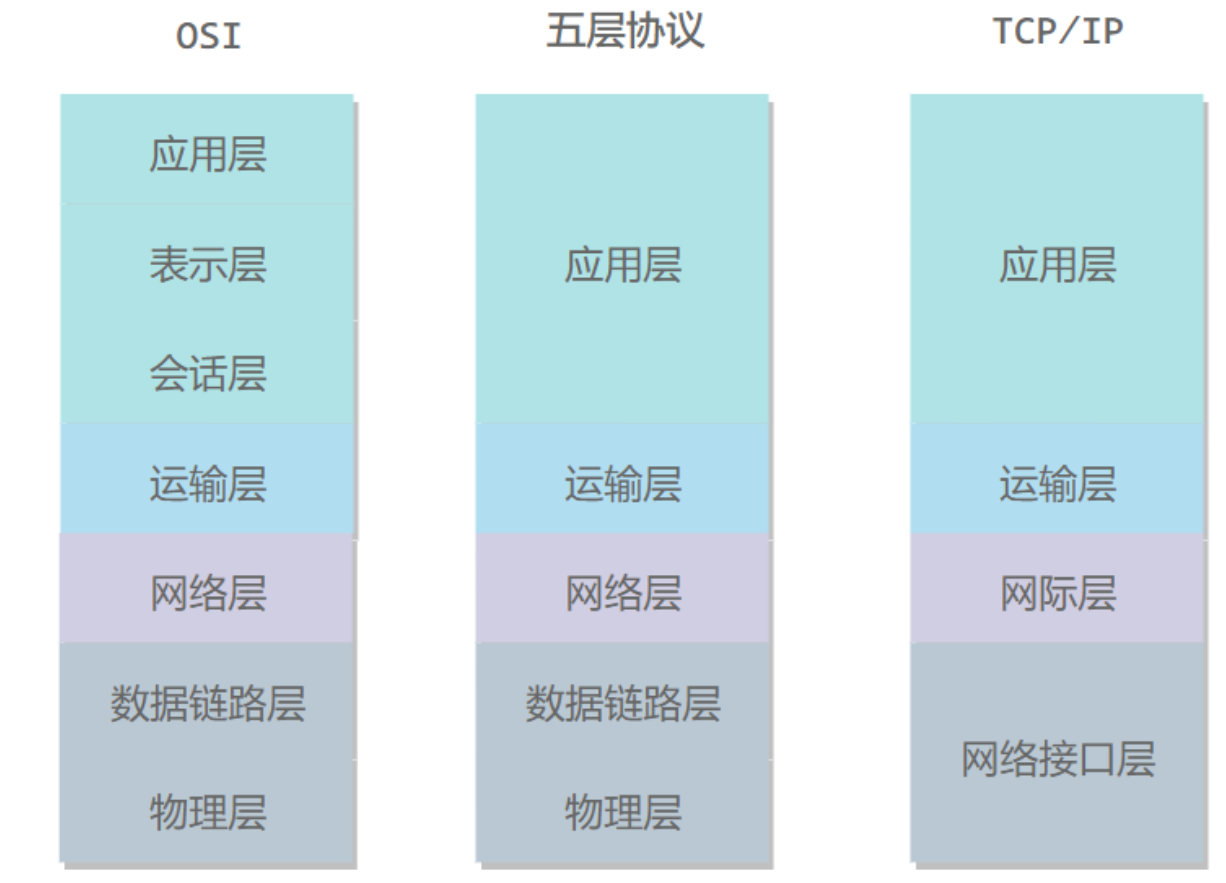 OSI
应用层
表示层
会话层
运输层
网络层
数据链路层
物理层
五层协议
应用层
运输层
网络层
数据链路层
物理层
TCP/IP
应用层
运输层
网际层
网络接口层